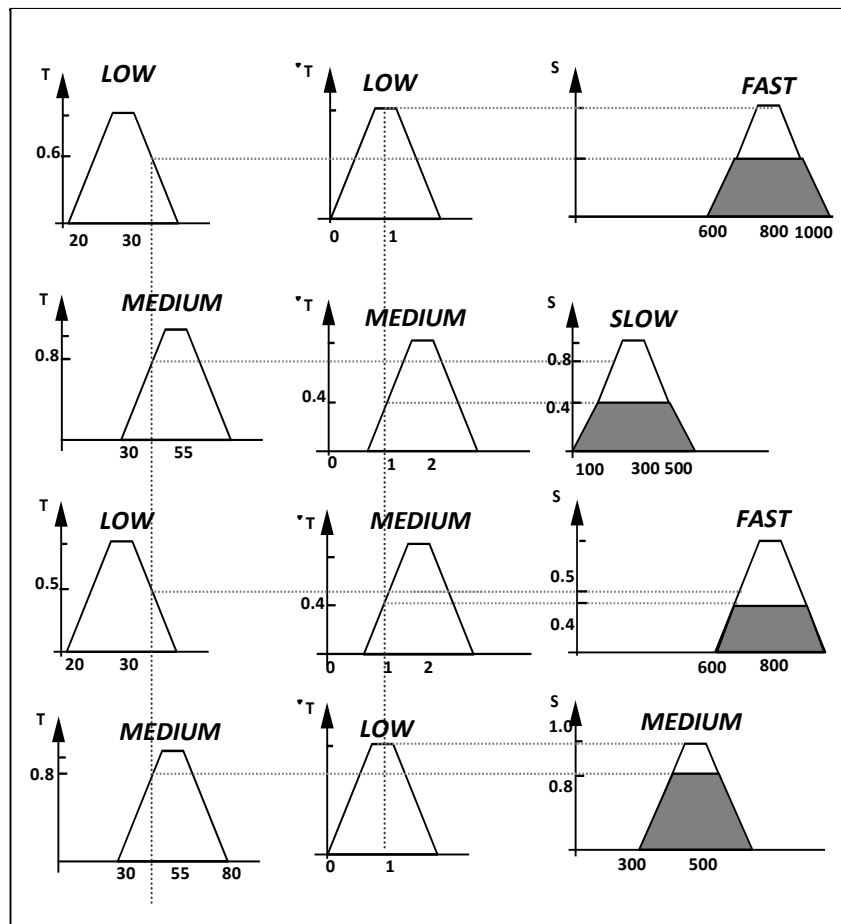 T LOW T LOW S FAST
0.6
20 30 0 1 600 800 1000
T MEDIUM T MEDIUM S SLOW
0.8 0.8
0.4 0.4
30 55 0 1 2 100 300 500
T LOW T MEDIUM S FAST
0.5 0.5
0.4 0.4
20 30 0 1 2 600 800
T MEDIUM T LOW S MEDIUM
1.0
0.8 0.8
30 55 80 0 1 300 500